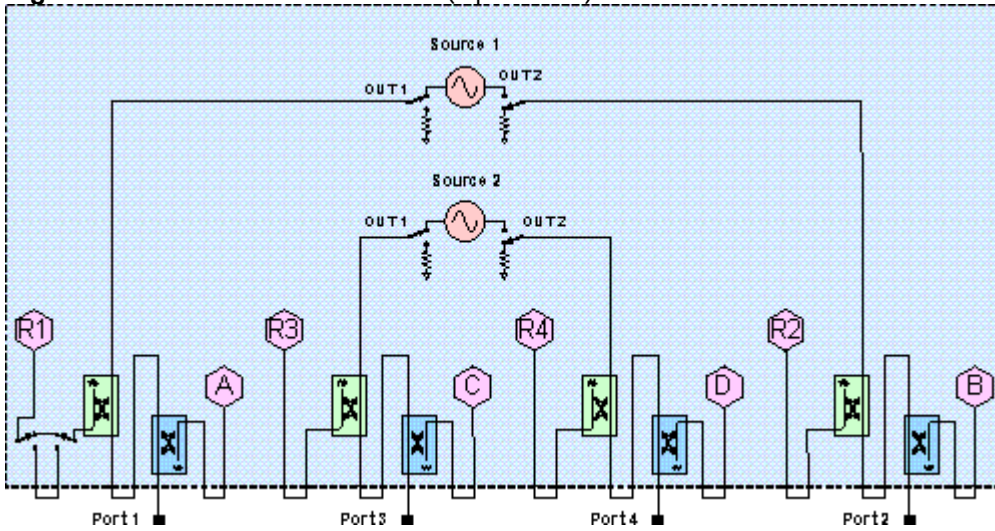 Source 1
OUT1
OUT2
Source 2
OUT1
OUT2
R1
R3
R4
R2
A
C
D
B
Port1
Port3
Port4
Port2